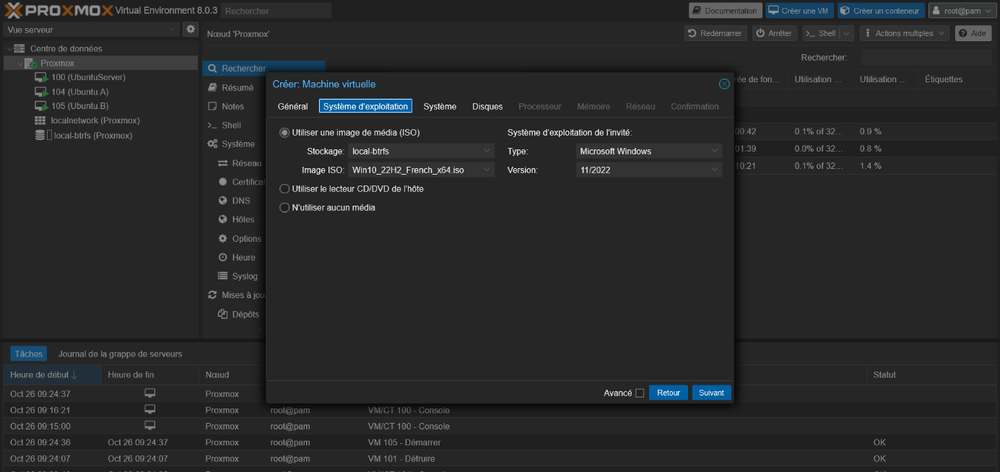 PROXMOX Virtual Environment 8.0.3 Rechercher Documentation Créer une VM Créer un conteneur root@pam
Vue serveur
Nœud 'Proxmox' Redémarrer Arrêter Shell Actions multiples Aide
Centre de données
Proxmox
100 (UbuntuServer)
104 (Ubuntu.A)
105 (Ubuntu.B)
localnetwork (Proxmox)
local-btrfs (Proxmox)
Rechercher
Résumé
Notes
Shell
Système
Réseau
Certificat
DNS
Hôtes
Options
Heure
Syslog
Mises à jou
Dépôts
Rechercher:
rée de fon... Utilisation ... Utilisation ... Étiquettes
00:42 0.1% of 32... 0.9 %
01:39 0.0% of 32... 0.8 %
10:21 0.1% of 32... 1.4 %
Créer: Machine virtuelle
Général Système d'exploitation Système Disques Processeur Mémoire Réseau Confirmation
Utiliser une image de média (ISO) Système d'exploitation de l'invité:
Stockage: local-btrfs Type: Microsoft Windows
Image ISO: Win10_22H2_French_x64.iso Version: 11/2022
Utiliser le lecteur CD/DVD de l'hôte
N'utiliser aucun média
Avancé Retour Suivant
Tâches Journal de la grappe de serveurs
Heure de début Heure de fin Nœud Statut
Oct 26 09:24:37 Proxmox
Oct 26 09:16:21 Proxmox root@pam VM/CT 100 - Console
Oct 26 09:15:00 Proxmox root@pam VM/CT 100 - Console
Oct 26 09:24:36 Oct 26 09:24:37 Proxmox root@pam VM 105 - Démarrer OK
Oct 26 09:24:07 Oct 26 09:24:07 Proxmox root@pam VM 101 - Détruire OK